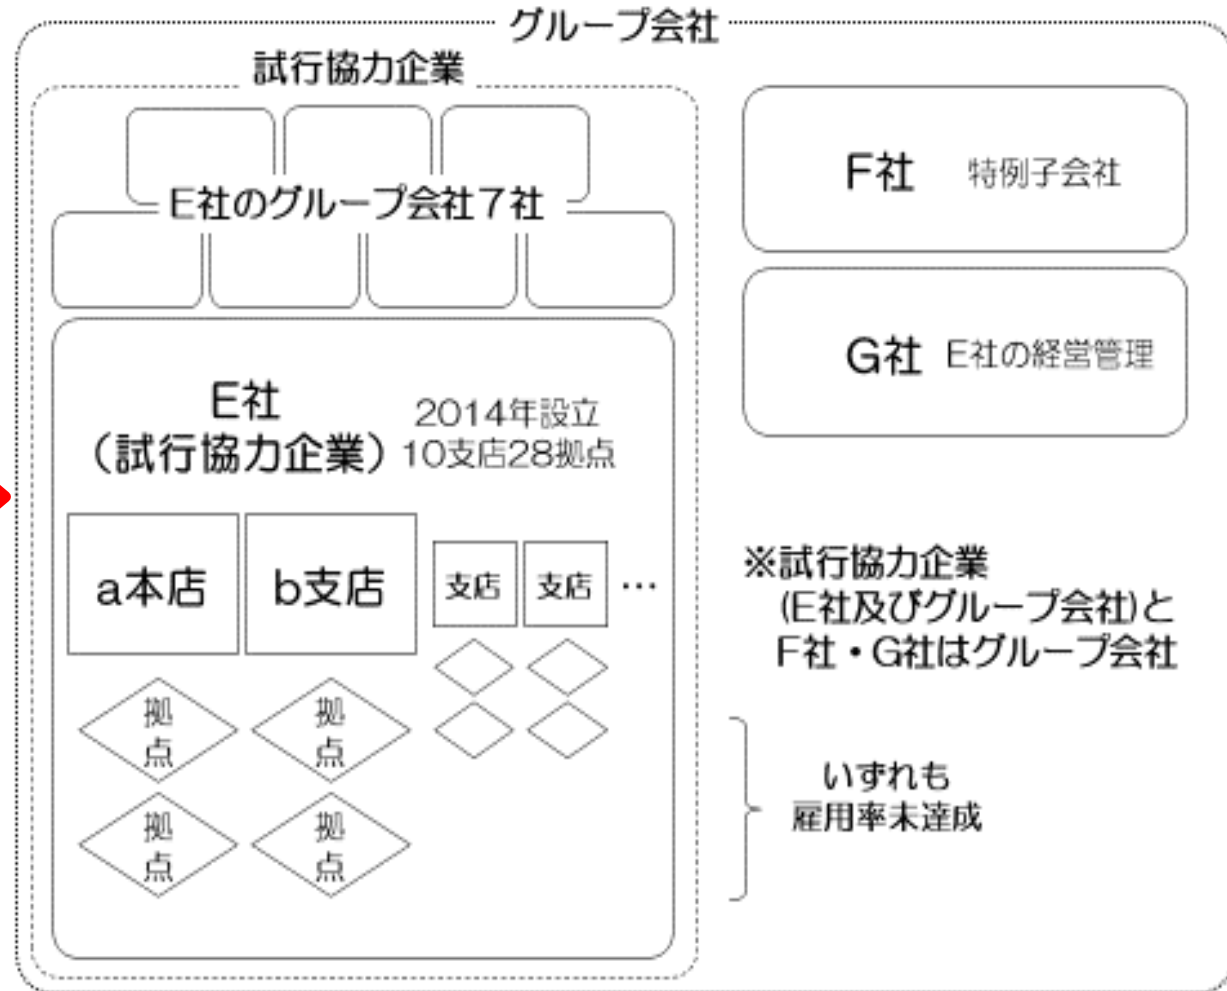 グループ会社
試行協力企業
E社のグループ会社7社
E社
(試行協力企業)
2014年設立
10支店28拠点
a本店
b支店
支店
支店
…
拠点
拠点
拠点
拠点
F社 特例子会社
G社 E社の経営管理
※試行協力企業
(E社及びグループ会社)と
F社・G社はグループ会社
いずれも
雇用率未達成